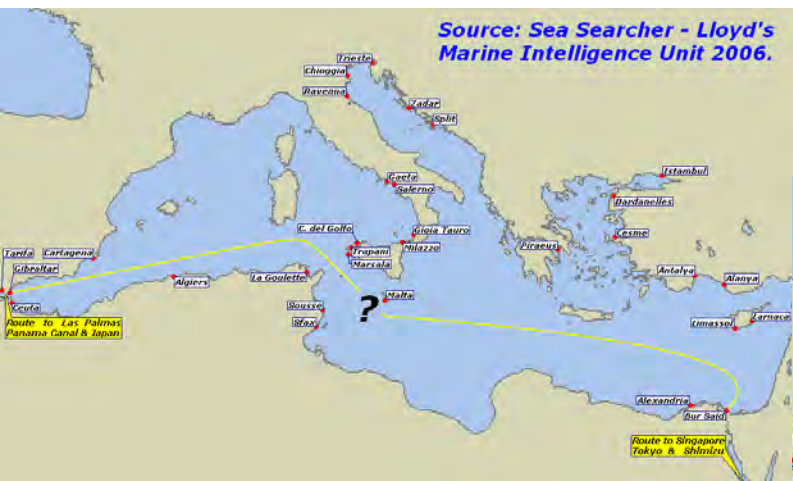 Source: Sea Searcher - Lloyd's
Marine Intelligence Unit 2006.
Trieste
Chioggia
Ravenna
Zadar
Split
Istambul
Gaeta
Salerno
Dardanelles
C. del Golfo
Gioia Tauro
Cesme
Tarifa
Cartagena
Trapani
Milazzo
Piraeus
Gibraltar
Marsala
Antalya
Algiers
La Goulette
Alanya
Ceuta
Sousse
?
Malta
Larnaca
Route to Las Palmas
Panama Canal & Japan
Sfax
Limassol
Alexandria
Bur Said
Route to Singapore
Tokyo & Shimizu